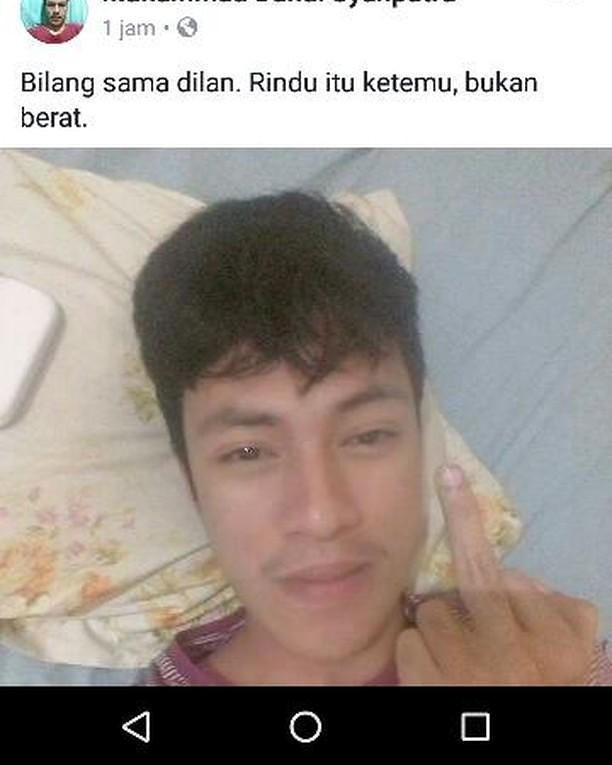 1 jam
Bilang sama dilan. Rindu itu ketemu, bukan
berat.